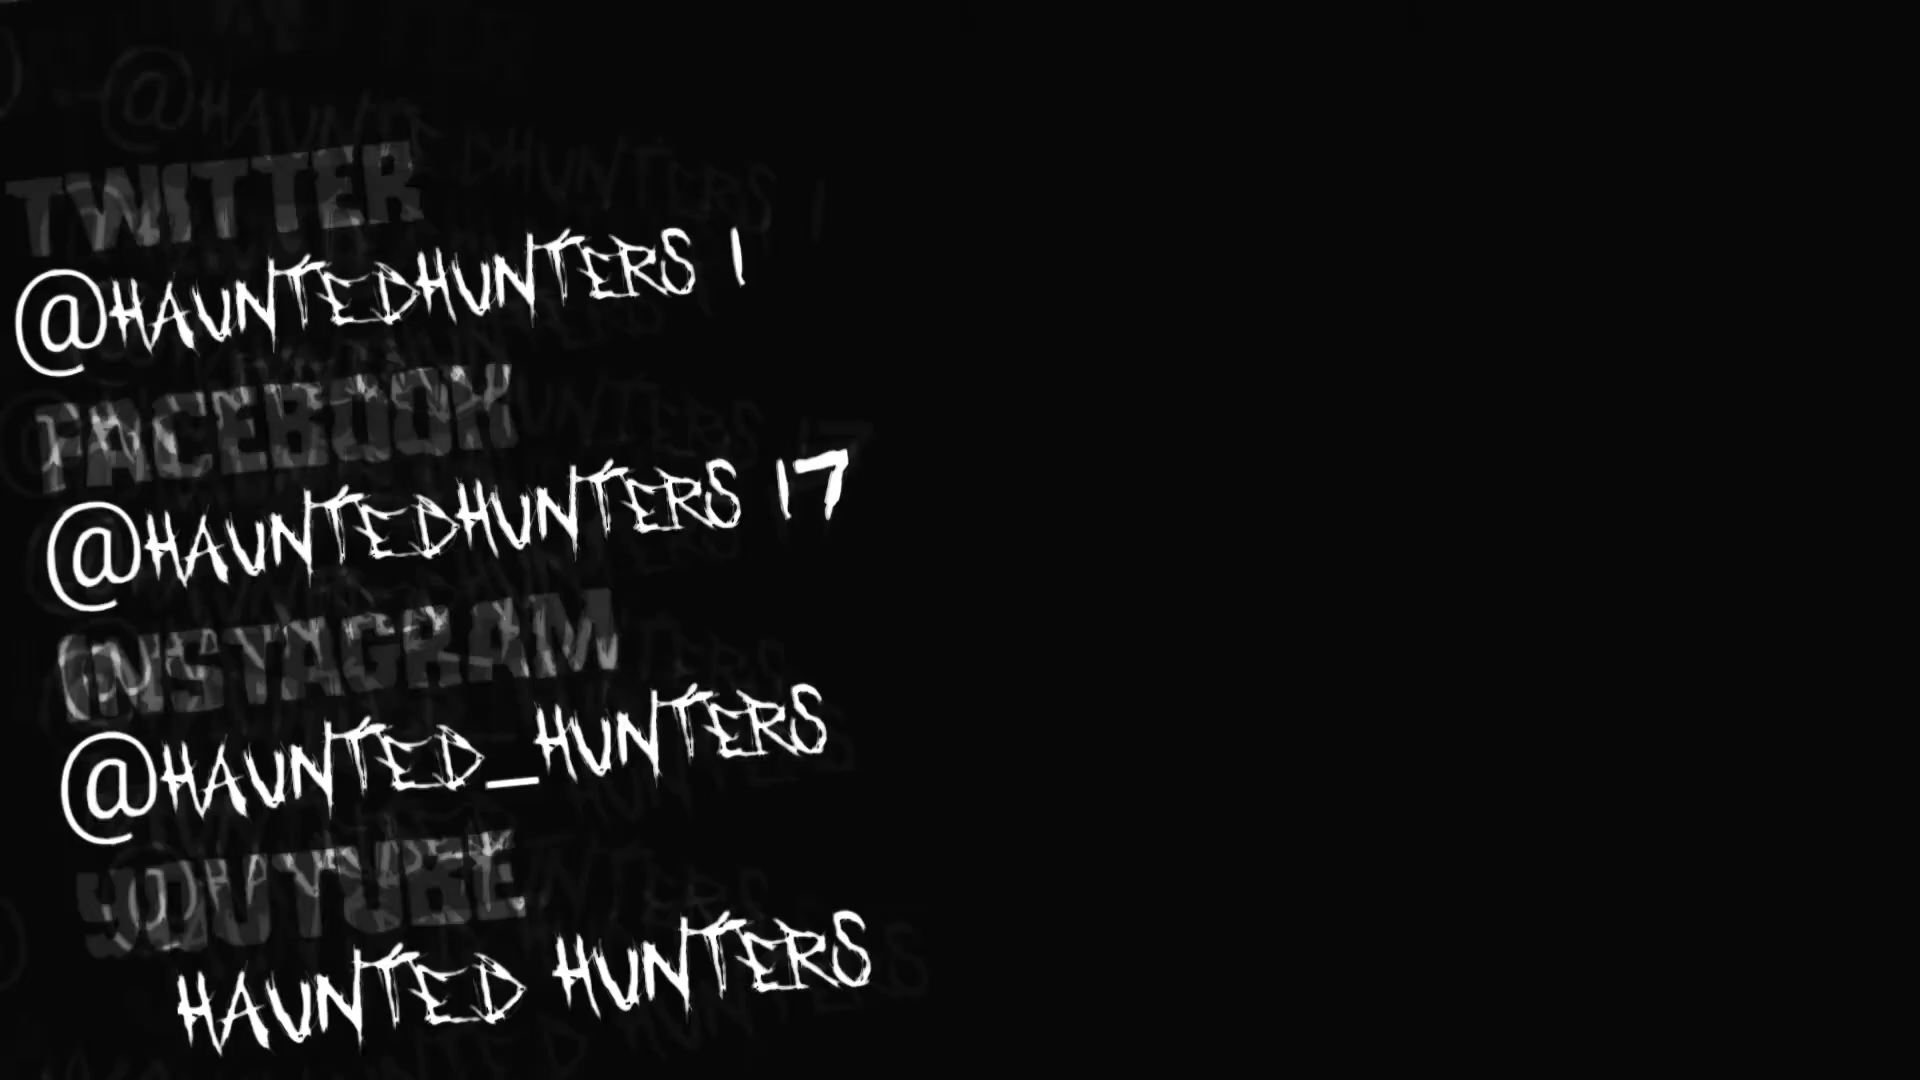 TWITTER
@HAUNTEDHUNTERS 1
FACEBOOK
@HAUNTEDHUNTERS 17
INSTAGRAM
@HAUNTED_HUNTERS
YOUTUBE
HAUNTED HUNTERS